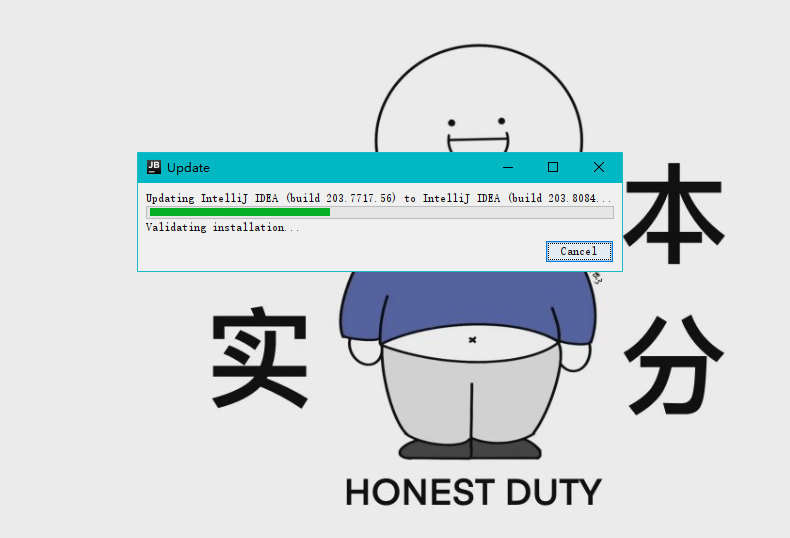 JB
Update
Updating IntelliJ IDEA (build 203.7717.56) to IntelliJ IDEA (build 203.8084...
Validating installation...
Cancel
本
实
分
HONEST DUTY